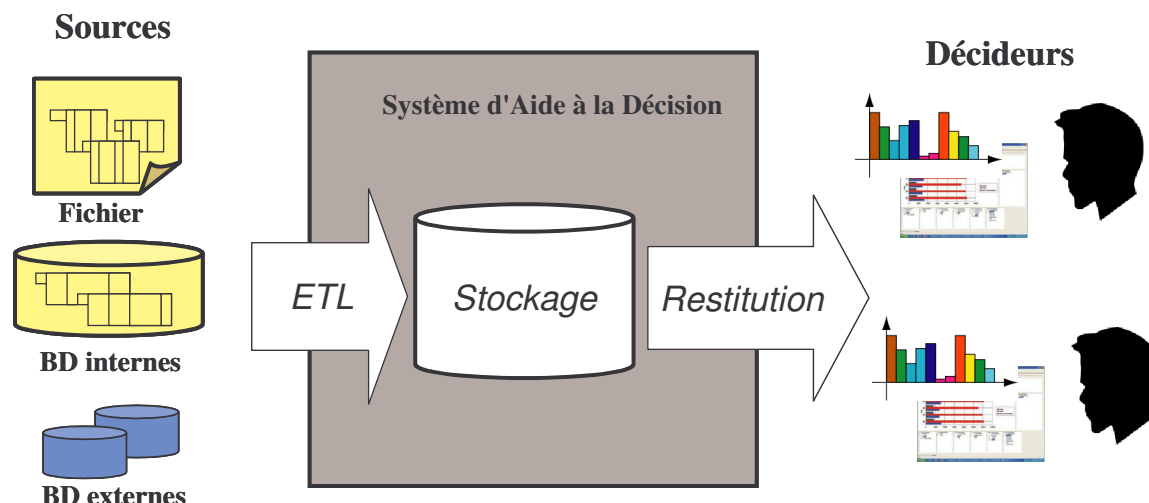 Sources
Fichier
BD internes
BD externes
Système d'Aide à la Décision
ETL
Stockage
Restitution
Décideurs